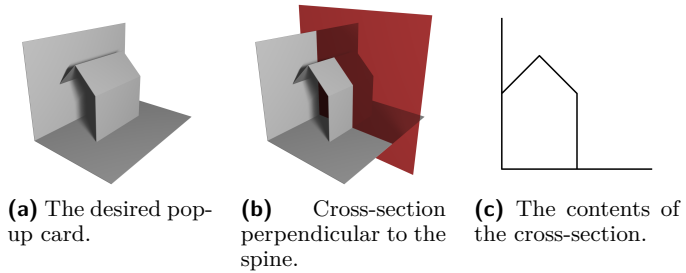 (a) The desired pop-
up card.
(b) Cross-section
perpendicular to the
spine.
(c) The contents of
the cross-section.